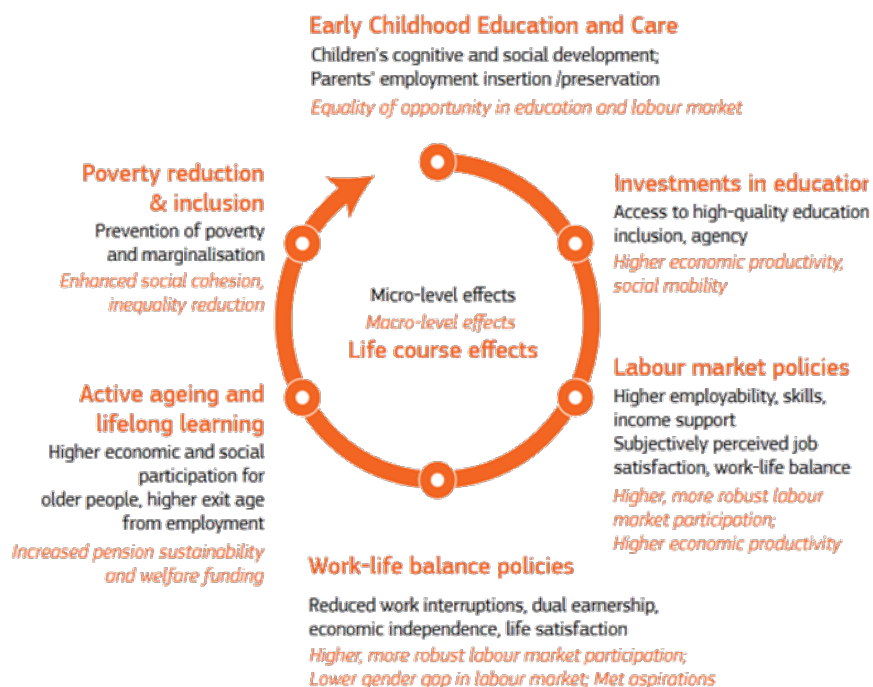 Early Childhood Education and Care
Children's cognitive and social development;
Parents' employment insertion /preservation
Equality of opportunity in education and labour market
Investments in education
Access to high-quality education
inclusion, agency
Higher economic productivity,
social mobility
Labour market policies
Higher employability, skills,
income support
Subjectively perceived job
satisfaction, work-life balance
Higher, more robust labour
market participation;
Higher economic productivity
Work-life balance policies
Reduced work interruptions, dual earnership,
economic independence, life satisfaction
Higher, more robust labour market participation;
Lower gender gap in labour market; Met aspirations
Active ageing and
lifelong learning
Higher economic and social
participation for
older people, higher exit age
from employment
Increased pension sustainability
and welfare funding
Poverty reduction
& inclusion
Prevention of poverty
and marginalisation
Enhanced social cohesion,
inequality reduction
Micro-level effects
Macro-level effects
Life course effects